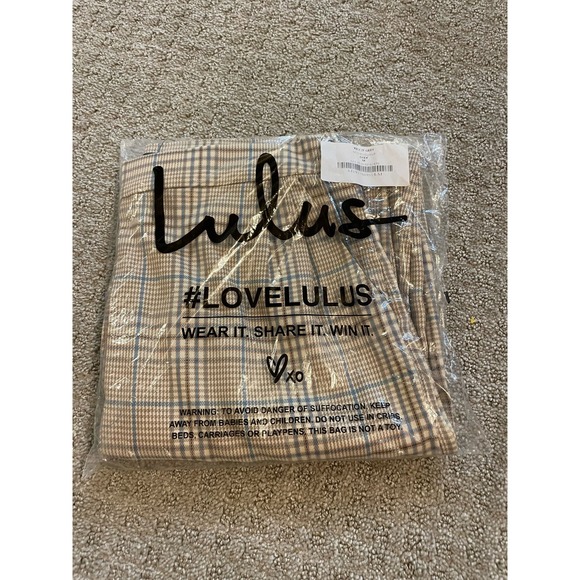 Lulus
#LOVELULUS
WEAR IT. SHARE IT. WIN IT.
XO
WARNING: TO AVOID DANGER OF SUFFOCATION, KEEP
AWAY FROM BABIES AND CHILDREN. DO NOT USE IN CRIBS,
BEDS, CARRIAGES OR PLAYPENS. THIS BAG IS NOT A TOY.